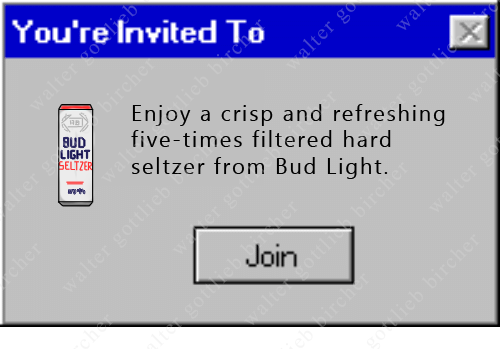 You're Invited To
Enjoy a crisp and refreshing
five-times filtered hard
seltzer from Bud Light.
BUD
LIGHT
SELTZER
Join
walter gottlieb bircher